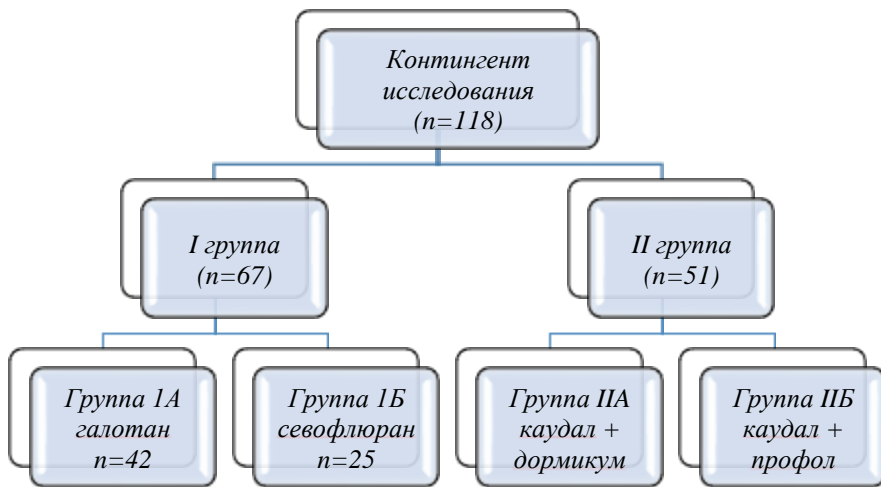 Контингент
исследования
(n=118)
I группа
(n=67)
II группа
(n=51)
Группа 1А
галотан
n=42
Группа 1Б
севофлюран
n=25
Группа IIА
каудал +
дормикум
Группа IIБ
каудал +
профол